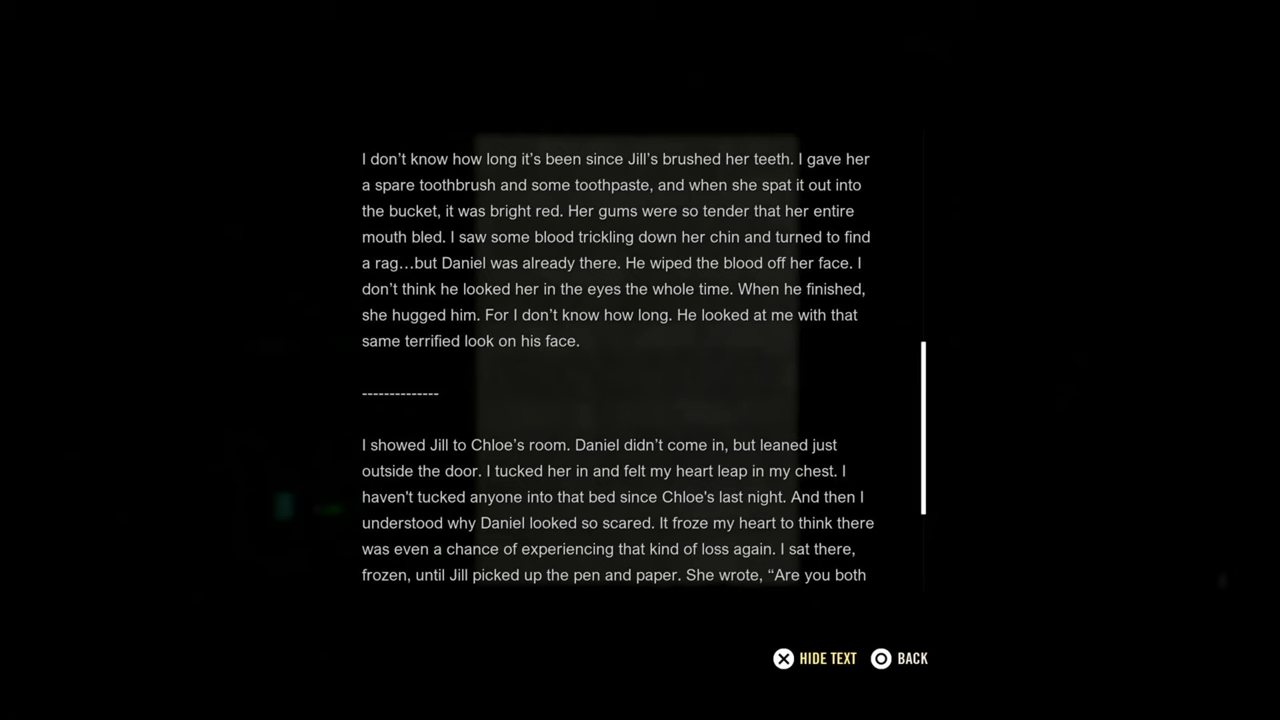 I don’t know how long it’s been since Jill’s brushed her teeth. I gave her
a spare toothbrush and some toothpaste, and when she spat it out into
the bucket, it was bright red. Her gums were so tender that her entire
mouth bled. I saw some blood trickling down her chin and turned to find
a rag…but Daniel was already there. He wiped the blood off her face. I
don’t think he looked her in the eyes the whole time. When he finished,
she hugged him. For I don’t know how long. He looked at me with that
same terrified look on his face.
--------------
I showed Jill to Chloe’s room. Daniel didn’t come in, but leaned just
outside the door. I tucked her in and felt my heart leap in my chest. I
haven't tucked anyone into that bed since Chloe's last night. And then I
understood why Daniel looked so scared. It froze my heart to think there
was even a chance of experiencing that kind of loss again. I sat there,
frozen, until Jill picked up the pen and paper. She wrote, “Are you both
HIDE TEXT BACK